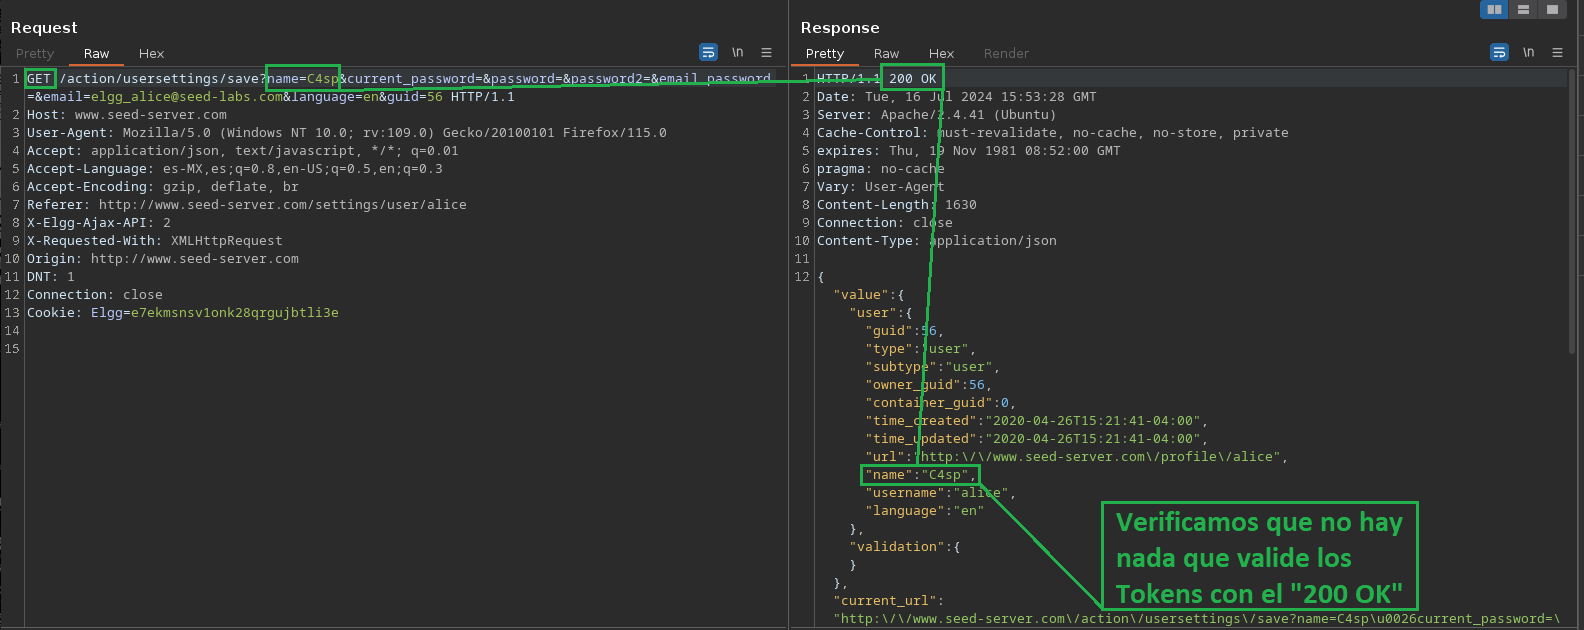 Request
Pretty Raw Hex
\n
1 GET /action/usersettings/save?name=C4sp&current_password=&password=&password2=&email_password
=&email=elgg_alice@seed-labs.com&language=en&guid=56 HTTP/1.1
2 Host: www.seed-server.com
3 User-Agent: Mozilla/5.0 (Windows NT 10.0; rv:109.0) Gecko/20100101 Firefox/115.0
4 Accept: application/json, text/javascript, */*; q=0.01
5 Accept-Language: es-MX,es;q=0.8,en-US;q=0.5,en;q=0.3
6 Accept-Encoding: gzip, deflate, br
7 Referer: http://www.seed-server.com/settings/user/alice
8 X-Elgg-Ajax-API: 2
9 X-Requested-With: XMLHttpRequest
10 Origin: http://www.seed-server.com
11 DNT: 1
12 Connection: close
13 Cookie: Elgg=e7ekmsnsv1onk28qrgujbtli3e
14
15
Response
Pretty Raw Hex Render
\n
1 HTTP/1.1 200 OK
2 Date: Tue, 16 Jul 2024 15:53:28 GMT
3 Server: Apache/2.4.41 (Ubuntu)
4 Cache-Control: must-revalidate, no-cache, no-store, private
5 expires: Thu, 19 Nov 1981 08:52:00 GMT
6 pragma: no-cache
7 Vary: User-Agent
8 Content-Length: 1630
9 Connection: close
10 Content-Type: application/json
11
12 {
"value":{
"user":{
"guid":56,
"type":"user",
"subtype":"user",
"owner_guid":56,
"container_guid":0,
"time_created":"2020-04-26T15:21:41-04:00",
"time_updated":"2020-04-26T15:21:41-04:00",
"url":"http:\/\/www.seed-server.com\/profile\/alice",
"name":"C4sp",
"username":"alice",
"language":"en"
},
"validation":{
}
},
"current_url":
"http:\/\/www.seed-server.com\/action\/usersettings\/save?name=C4sp\u0026current_password=\
Verificamos que no hay
nada que valide los
Tokens con el "200 OK"